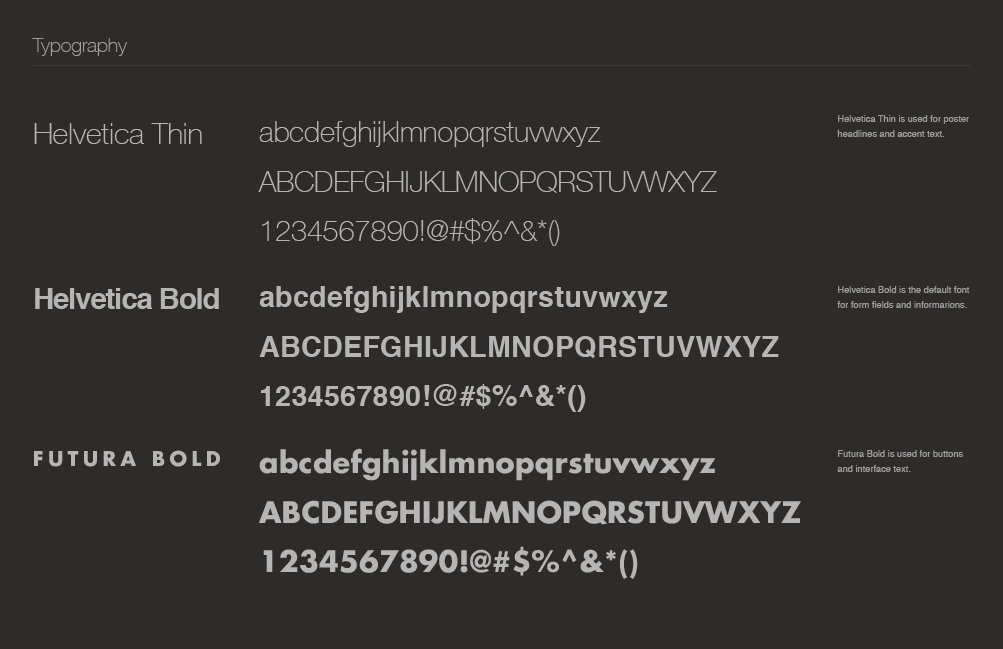 Typography
Helvetica Thin
abcdefghijklmnopqrstuvwxyz
ABCDEFGHIJKLMNOPQRSTUVWXYZ
1234567890!@#$%^&*()
Helvetica Thin is used for poster
headlines and accent text.
Helvetica Bold
abcdefghijklmnopqrstuvwxyz
ABCDEFGHIJKLMNOPQRSTUVWXYZ
1234567890!@#$%^&*()
Helvetica Bold is the default font
for form fields and informarions.
FUTURA BOLD
abcdefghijklmnopqrstuvwxyz
ABCDEFGHIJKLMNOPQRSTUVWXYZ
1234567890!@#$%^&*()
Futura Bold is used for buttons
and interface text.